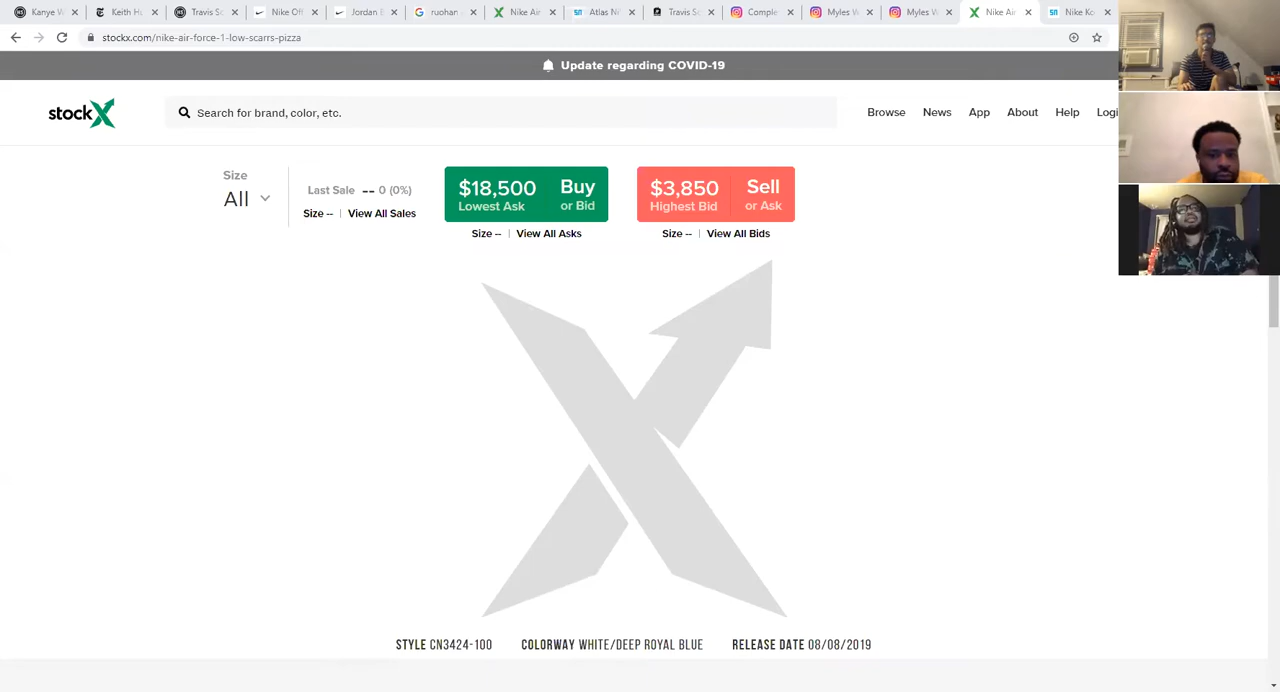 Kanye W
Keith Hu
Travis Sc
Nike Off
Jordan E
ruohan
Nike Air
Atlas Ni
Travis Sc
Comple
Myles W
Myles W
Nike Air
Nike Ko
stockx.com/nike-air-force-1-low-scarrs-pizza
Update regarding COVID-19
stockX
Search for brand, color, etc.
Browse News App About Help Logi
Size
All
Last Sale -- 0 (0%)
Size -- | View All Sales
$18,500 Buy
Lowest Ask or Bid
Size -- | View All Asks
$3,850 Sell
Highest Bid or Ask
Size -- | View All Bids
STYLE CN3424-100 COLORWAY WHITE/DEEP ROYAL BLUE RELEASE DATE 08/08/2019